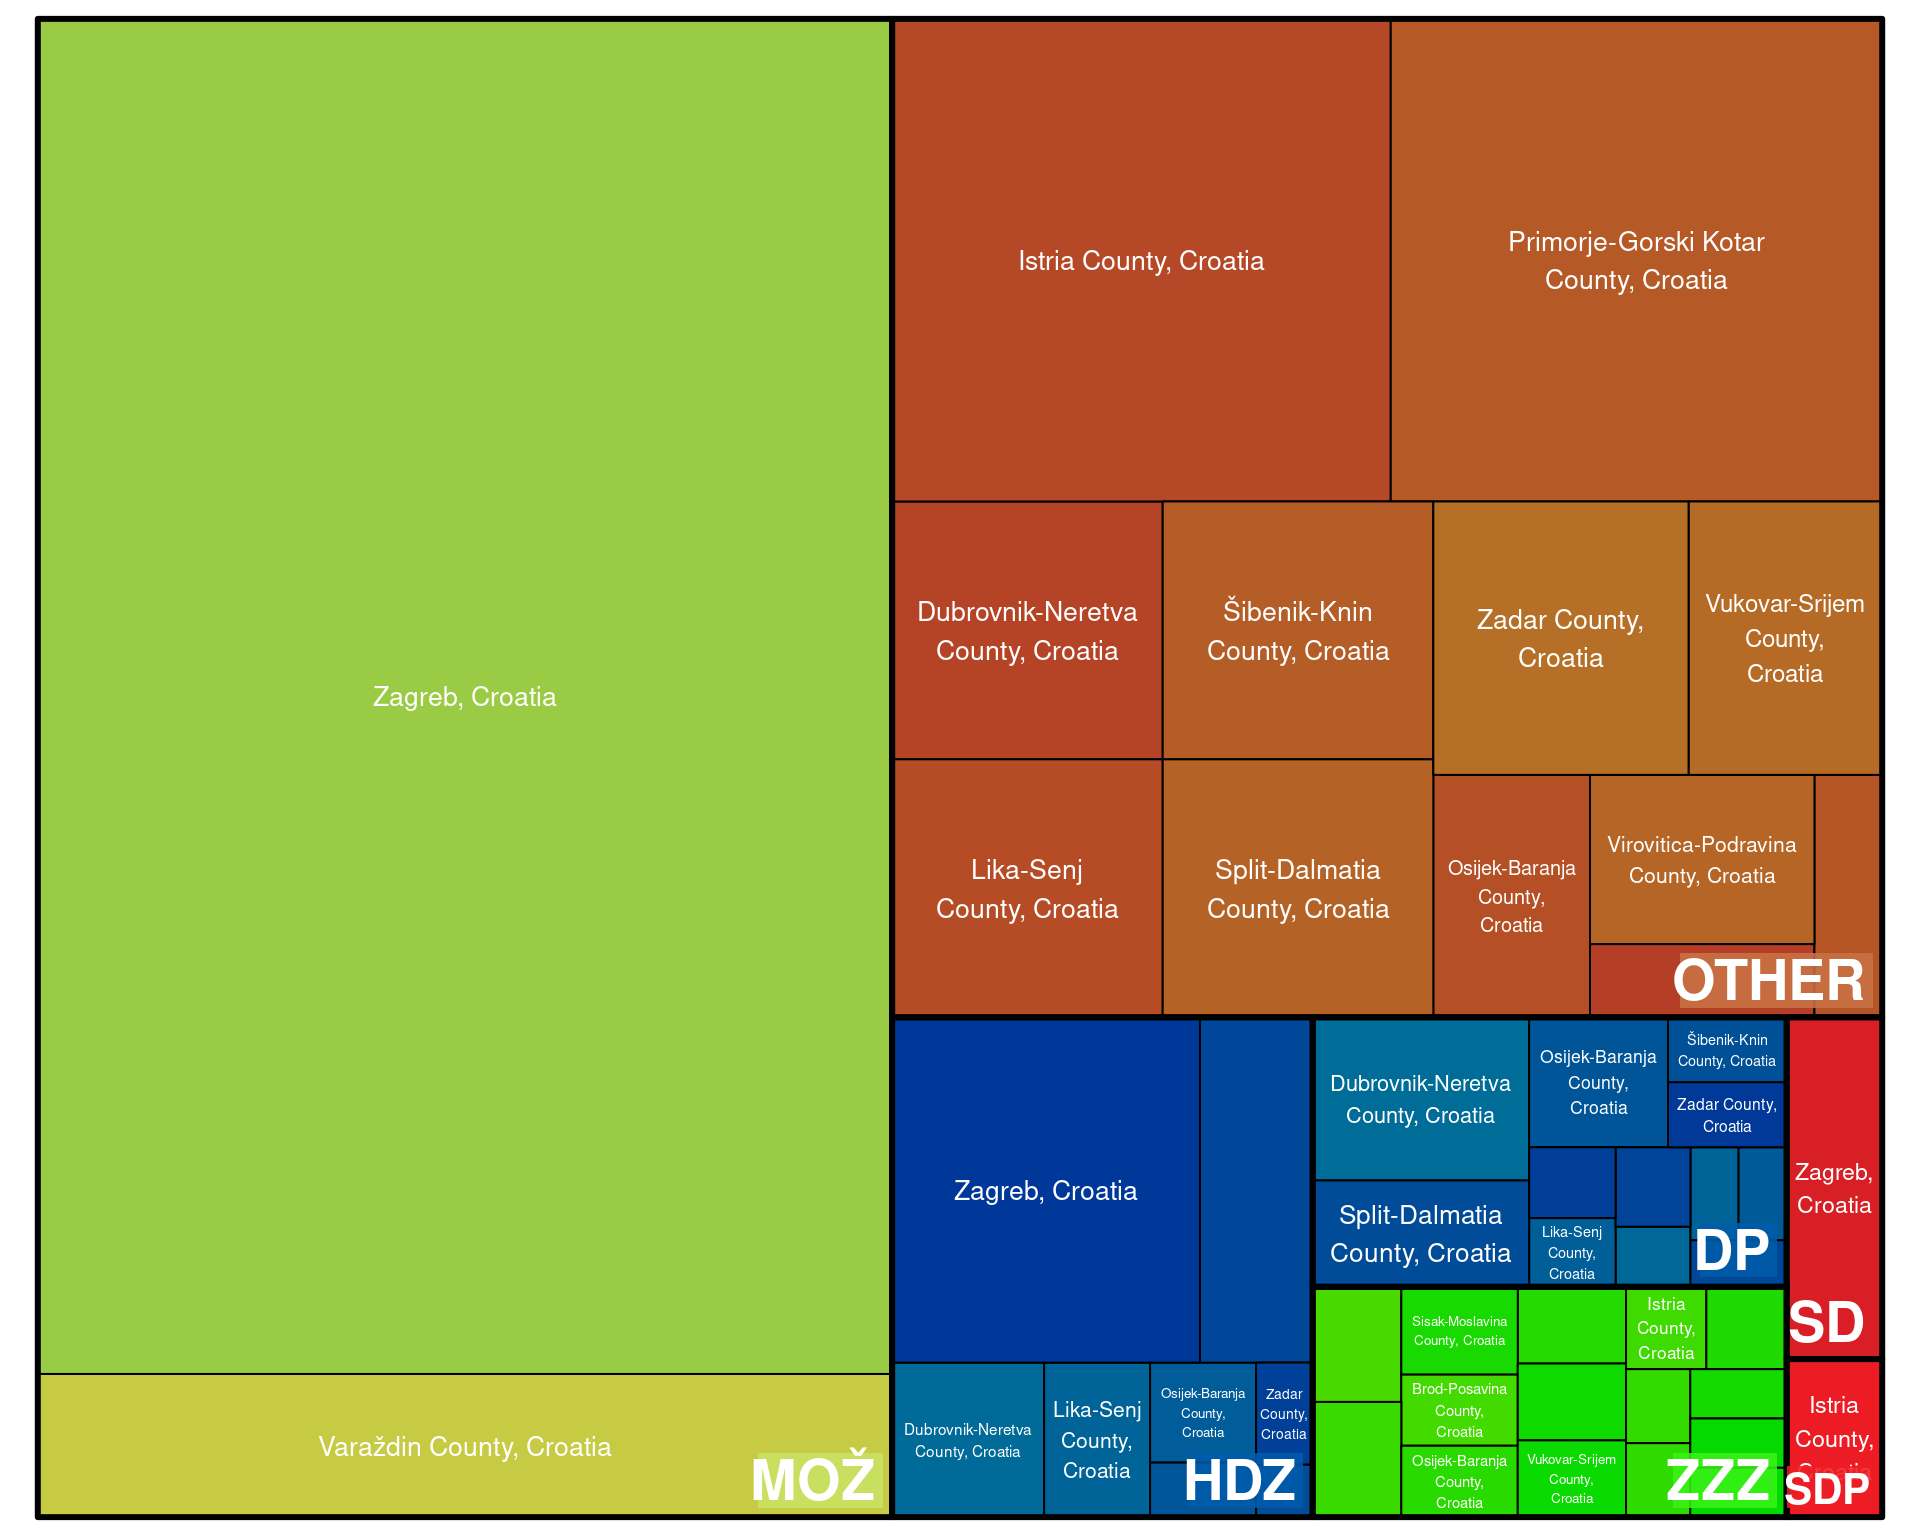 Zagreb, Croatia
Varaždin County, Croatia
MOŽ
Istria County, Croatia
Primorje-Gorski Kotar
County, Croatia
Dubrovnik-Neretva
County, Croatia
Šibenik-Knin
County, Croatia
Zadar County,
Croatia
Vukovar-Srijem
County,
Croatia
Lika-Senj
County, Croatia
Split-Dalmatia
County, Croatia
Osijek-Baranja
County,
Croatia
Virovitica-Podravina
County, Croatia
OTHER
Zagreb, Croatia
Dubrovnik-Neretva
County, Croatia
Lika-Senj
County,
Croatia
Osijek-Baranja
County,
Croatia
Zadar
County,
Croatia
HDZ
Dubrovnik-Neretva
County, Croatia
Split-Dalmatia
County, Croatia
Osijek-Baranja
County,
Croatia
Šibenik-Knin
County, Croatia
Zadar County,
Croatia
Lika-Senj
County,
Croatia
DP
Sisak-Moslavina
County, Croatia
Brod-Posavina
County,
Croatia
Osijek-Baranja
County,
Croatia
Vukovar-Srijem
County,
Croatia
Istria
County,
Croatia
ZZZ
Zagreb,
Croatia
SD
Istria
County,
Croatia
SDP